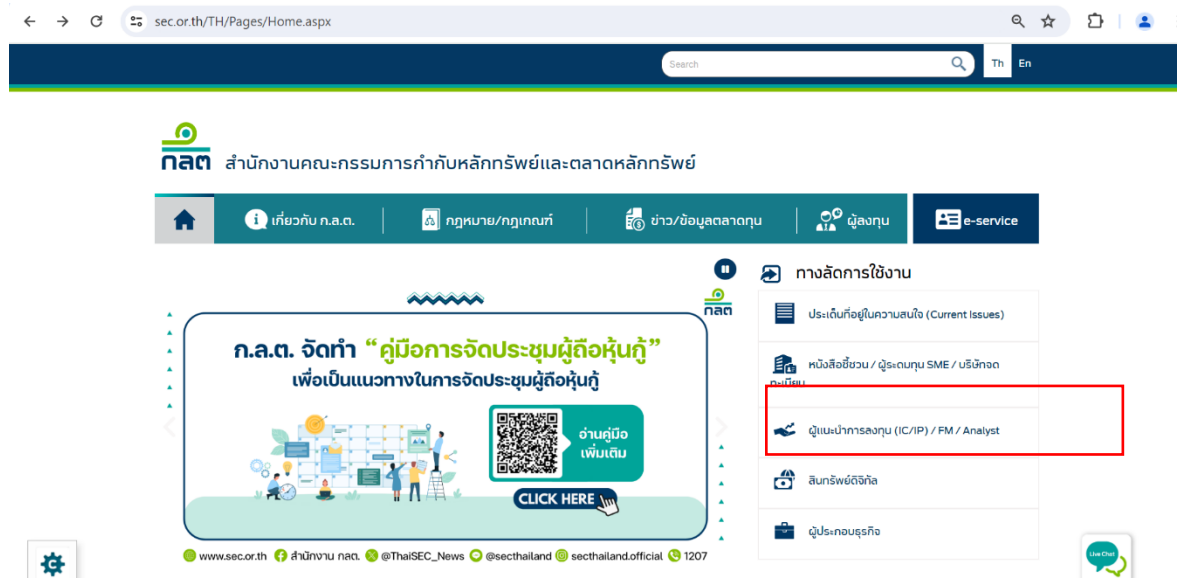 sec.or.th/TH/Pages/Home.aspx
Search
Th En
กลต สำนักงานคณะกรรมการกำกับหลักทรัพย์และตลาดหลักทรัพย์
เกี่ยวกับ ก.ล.ต. กฎหมาย/กฎเกณฑ์ ข่าว/ข้อมูลตลาดทุน ผู้ลงทุน e-service
กลต
ก.ล.ต. จัดทำ “คู่มือการจัดประชุมผู้ถือหุ้นกู้”
เพื่อเป็นแนวทางในการจัดประชุมผู้ถือหุ้นกู้
อ่านคู่มือ
เพิ่มเติม
CLICK HERE
www.sec.or.th สำนักงาน กลต. @ThaiSEC_News @secthailand secthailand.official 1207
ทางลัดการใช้งาน
ประเด็นที่อยู่ในความสนใจ (Current Issues)
หนังสือชี้ชวน / ผู้ระดมทุน SME / บริษัทจด
ทะเบียน
ผู้แนะนำการลงทุน (IC/IP) / FM / Analyst
สินทรัพย์ดิจิทัล
ผู้ประกอบธุรกิจ
Live Chat